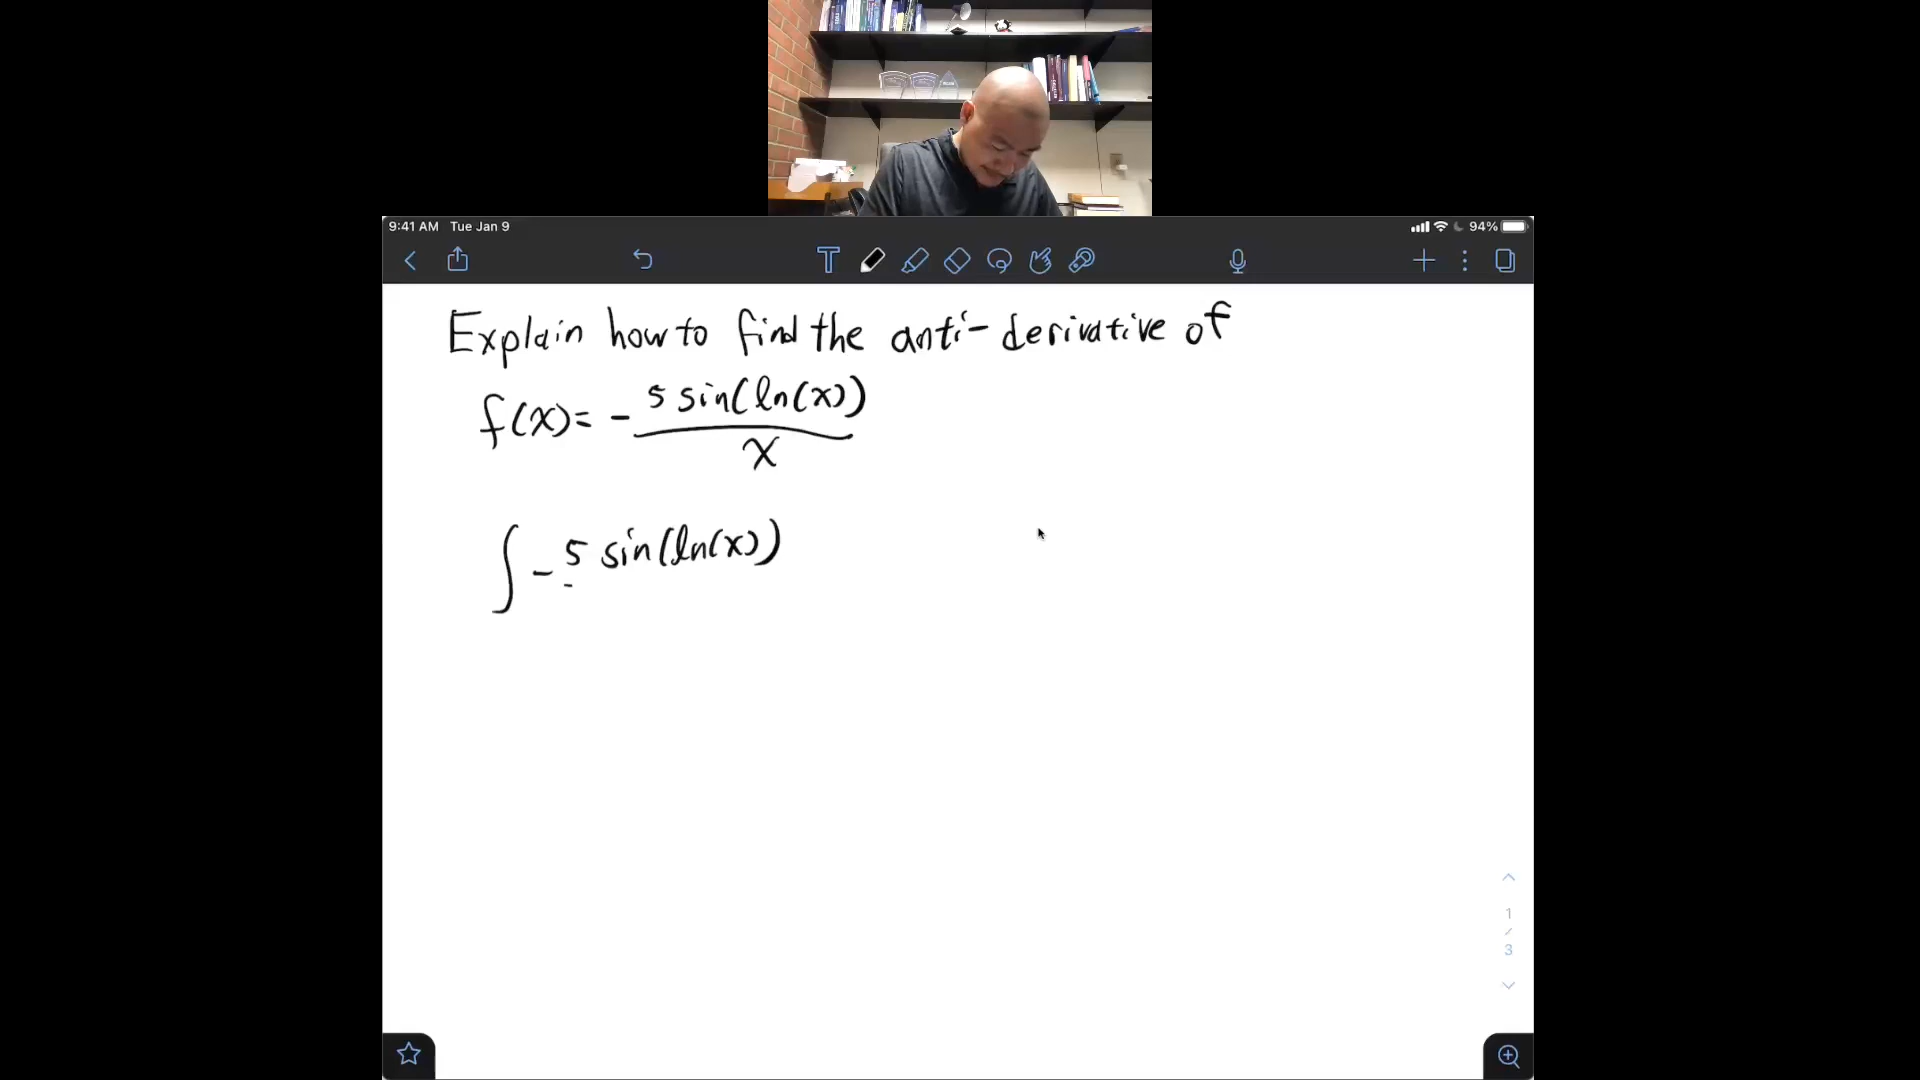 9:41 AM Tue Jan 9
94%
T
Explain how to find the anti-derivative of
f(x)= - 5 sin(ln(x))
x
∫ - 5 sin(ln(x))
1
/
3